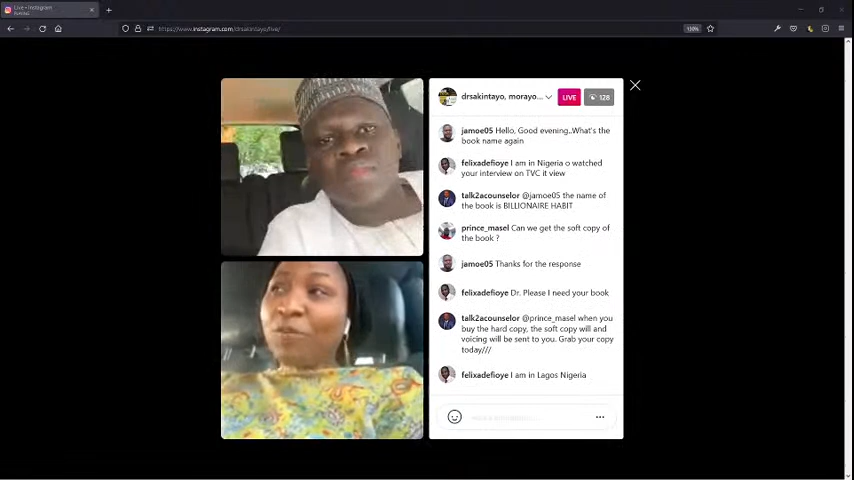 Live • Instagram
https://www.instagram.com/drsakintayo/live/
120%
drsakintayo, morayo...
LIVE
128
jamoe05 Hello, Good evening..What's the
book name again
felixadefioye I am in Nigeria o watched
your interview on TVC it view
talk2acounselor @jamoe05 the name of
the book is BILLIONAIRE HABIT
prince_masel Can we get the soft copy of
the book ?
jamoe05 Thanks for the response
felixadefioye Dr. Please I need your book
talk2acounselor @prince_masel when you
buy the hard copy, the soft copy will and
voicing will be sent to you. Grab your copy
today///
felixadefioye I am in Lagos Nigeria